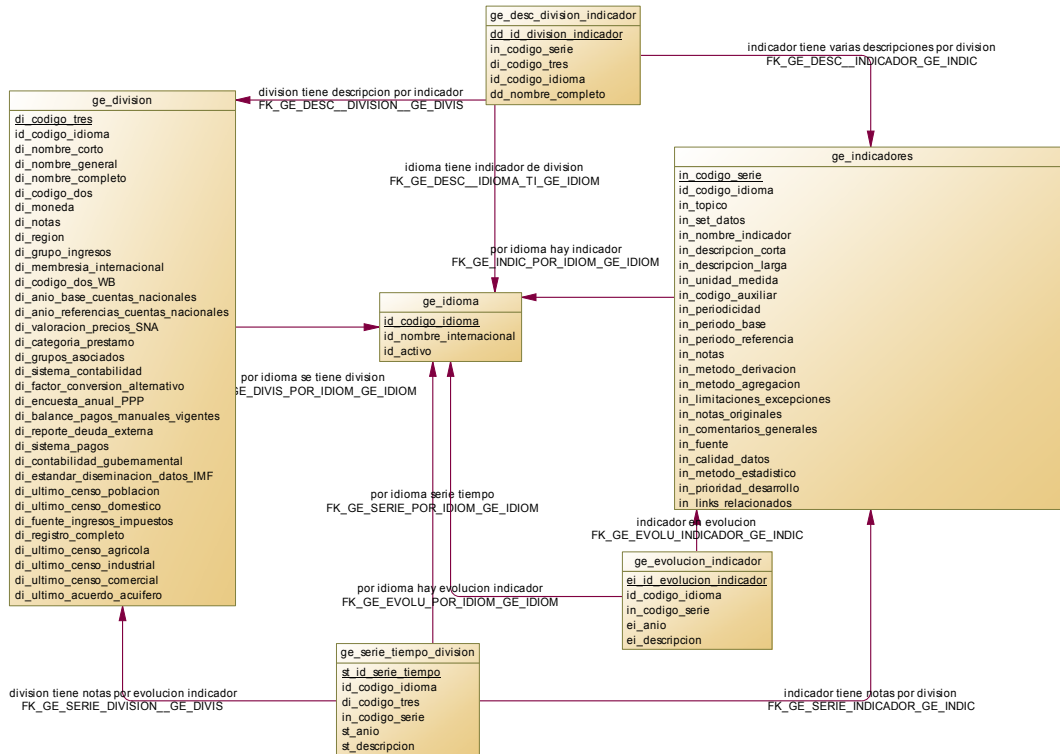 ge_desc_division_indicador
dd_id_division_indicador
in_codigo_serie
di_codigo_tres
id_codigo_idioma
dd_nombre_completo
indicador tiene varias descripciones por division
FK_GE_DESC__INDICADOR_GE_INDIC
division tiene descripcion por indicador
FK_GE_DESC__DIVISION__GE_DIVIS
ge_division
di_codigo_tres
id_codigo_idioma
di_nombre_corto
di_nombre_general
di_nombre_completo
di_codigo_dos
di_moneda
di_notas
di_region
di_grupo_ingresos
di_membresia_internacional
di_codigo_dos_WB
di_anio_base_cuentas_nacionales
di_anio_referencias_cuentas_nacionales
di_valoracion_precios_SNA
di_categoria_prestamo
di_grupos_asociados
di_sistema_contabilidad
di_factor_conversion_alternativo
di_encuesta_anual_PPP
di_balance_pagos_manuales_vigentes
di_reporte_deuda_externa
di_sistema_pagos
di_contabilidad_gubernamental
di_estandar_diseminacion_datos_IMF
di_ultimo_censo_poblacion
di_ultimo_censo_domestico
di_fuente_ingresos_impuestos
di_registro_completo
di_ultimo_censo_agricola
di_ultimo_censo_industrial
di_ultimo_censo_comercial
di_ultimo_acuerdo_acuifero
idioma tiene indicador de division
FK_GE_DESC__IDIOMA_TI_GE_IDIOM
ge_indicadores
in_codigo_serie
id_codigo_idioma
in_topico
in_set_datos
in_nombre_indicador
in_descripcion_corta
in_descripcion_larga
in_unidad_medida
in_codigo_auxiliar
in_periodicidad
in_periodo_base
in_periodo_referencia
in_notas
in_metodo_derivacion
in_metodo_agregacion
in_limitaciones_excepciones
in_notas_originales
in_comentarios_generales
in_fuente
in_calidad_datos
in_metodo_estadistico
in_prioridad_desarrollo
in_links_relacionados
por idioma hay indicador
FK_GE_INDIC_POR_IDIOM_GE_IDIOM
ge_idioma
id_codigo_idioma
id_nombre_internacional
id_activo
por idioma se tiene division
GE_DIVIS_POR_IDIOM_GE_IDIOM
por idioma serie tiempo
FK_GE_SERIE_POR_IDIOM_GE_IDIOM
indicador en evolucion
FK_GE_EVOLU_INDICADOR_GE_INDIC
ge_evolucion_indicador
ei_id_evolucion_indicador
id_codigo_idioma
in_codigo_serie
ei_anio
ei_descripcion
por idioma hay evolucion indicador
FK_GE_EVOLU_POR_IDIOM_GE_IDIOM
ge_serie_tiempo_division
st_id_serie_tiempo
id_codigo_idioma
di_codigo_tres
in_codigo_serie
st_anio
st_descripcion
division tiene notas por evolucion indicador
FK_GE_SERIE_DIVISION__GE_DIVIS
indicador tiene notas por division
FK_GE_SERIE_INDICADOR_GE_INDIC